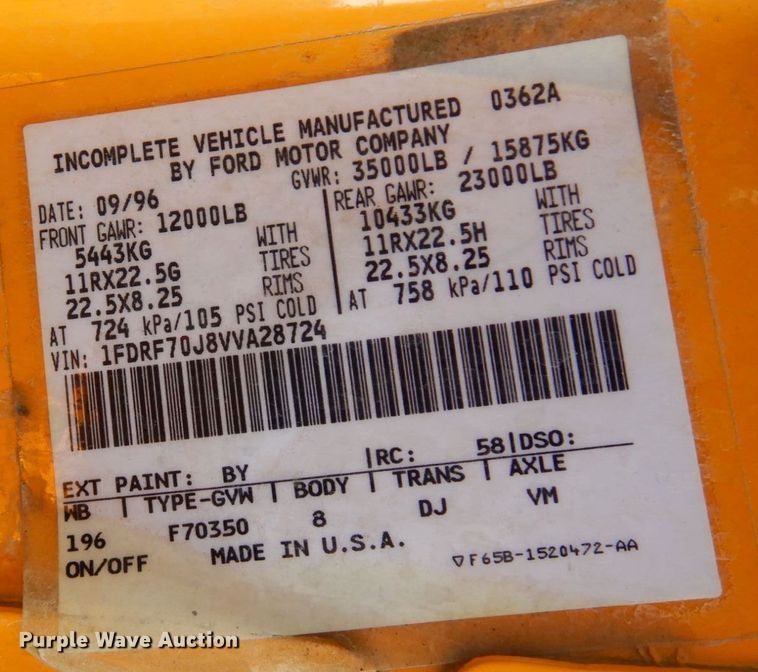 INCOMPLETE VEHICLE MANUFACTURED 0362A
BY FORD MOTOR COMPANY
DATE: 09/96 GVWR: 35000LB / 15875KG
FRONT GAWR: 12000LB
5443KG WITH
11RX22.5G TIRES
22.5X8.25 RIMS
AT 724 kPa/105 PSI COLD
REAR GAWR: 23000LB
10433KG WITH
11RX22.5H TIRES
22.5X8.25 RIMS
AT 758 kPa/110 PSI COLD
VIN: 1FDRF70J8VVA28724
EXT PAINT: BY |RC: 58|DSO:
WB | TYPE-GVW | BODY | TRANS | AXLE
196 F70350 8 DJ VM
ON/OFF MADE IN U.S.A. ▽F65B-1520472-AA
Purple Wave Auction